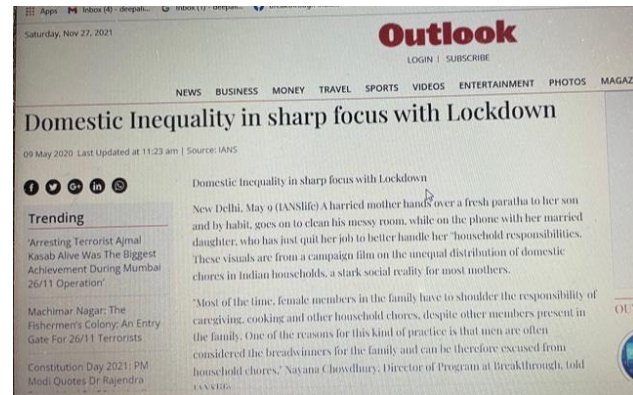 Apps M Inbox (4) - deepali...
Saturday, Nov 27, 2021
Outlook
LOGIN | SUBSCRIBE
NEWS BUSINESS MONEY TRAVEL SPORTS VIDEOS ENTERTAINMENT PHOTOS MAGAZ
Domestic Inequality in sharp focus with Lockdown
09 May 2020 Last Updated at 11:23 am | Source: IANS
Domestic Inequality in sharp focus with Lockdown
New Delhi, May 9 (IANSlife) A harried mother hands over a fresh paratha to her son
and by habit, goes on to clean his messy room, while on the phone with her married
daughter, who has just quit her job to better handle her "household responsibilities.
These visuals are from a campaign film on the unequal distribution of domestic
chores in Indian households, a stark social reality for most mothers.
"Most of the time, female members in the family have to shoulder the responsibility of
caregiving, cooking and other household chores, despite other members present in
the family. One of the reasons for this kind of practice is that men are often
considered the breadwinners for the family and can be therefore excused from
household chores," Nayana Chowdhury, Director of Program at Breakthrough, told
Trending
'Arresting Terrorist Ajmal
Kasab Alive Was The Biggest
Achievement During Mumbai
26/11 Operation'
Machimar Nagar: The
Fishermen's Colony: An Entry
Gate For 26/11 Terrorists
Constitution Day 2021: PM
Modi Quotes Dr Rajendra
OU